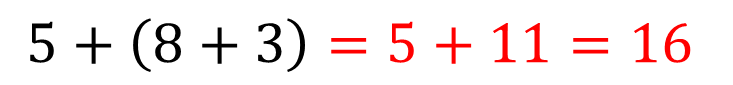 5 + (8 + 3) = 5 + 11 = 16